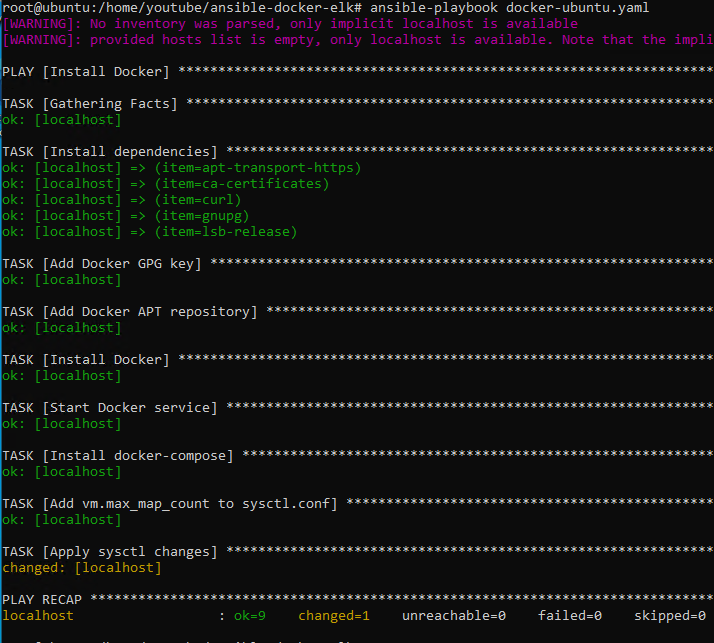 root@ubuntu:/home/youtube/ansible-docker-elk# ansible-playbook docker-ubuntu.yaml
[WARNING]: No inventory was parsed, only implicit localhost is available
[WARNING]: provided hosts list is empty, only localhost is available. Note that the impli
PLAY [Install Docker] *******************************************************************
TASK [Gathering Facts] ******************************************************************
ok: [localhost]
TASK [Install dependencies] *************************************************************
ok: [localhost] => (item=apt-transport-https)
ok: [localhost] => (item=ca-certificates)
ok: [localhost] => (item=curl)
ok: [localhost] => (item=gnupg)
ok: [localhost] => (item=lsb-release)
TASK [Add Docker GPG key] ***************************************************************
ok: [localhost]
TASK [Add Docker APT repository] ********************************************************
ok: [localhost]
TASK [Install Docker] *******************************************************************
ok: [localhost]
TASK [Start Docker service] *************************************************************
ok: [localhost]
TASK [Install docker-compose] ***********************************************************
ok: [localhost]
TASK [Add vm.max_map_count to sysctl.conf] **********************************************
ok: [localhost]
TASK [Apply sysctl changes] *************************************************************
changed: [localhost]
PLAY RECAP ******************************************************************************
localhost                  : ok=9    changed=1    unreachable=0    failed=0    skipped=0